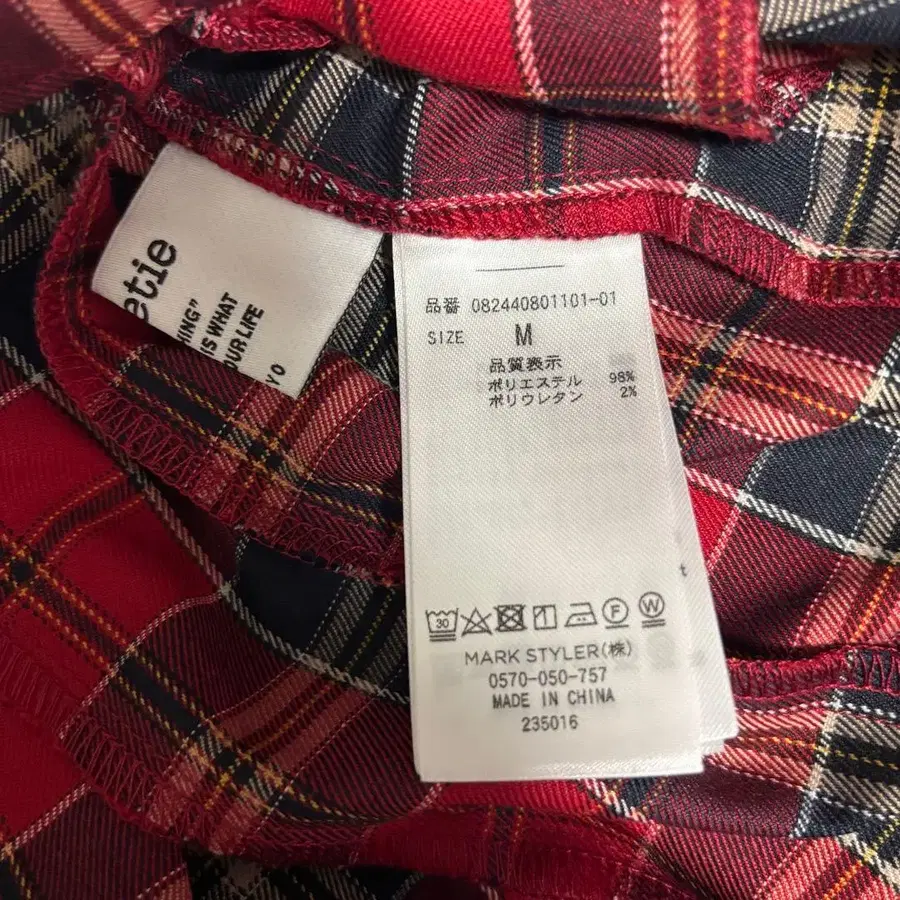 etie
HING"
IS WHAT
OUR LIFE
YO
品番 082440801101-01
SIZE M
品質表示
ポリエステル 98%
ポリウレタン 2%
30
F
W
MARK STYLER(株)
0570-050-757
MADE IN CHINA
235016
t